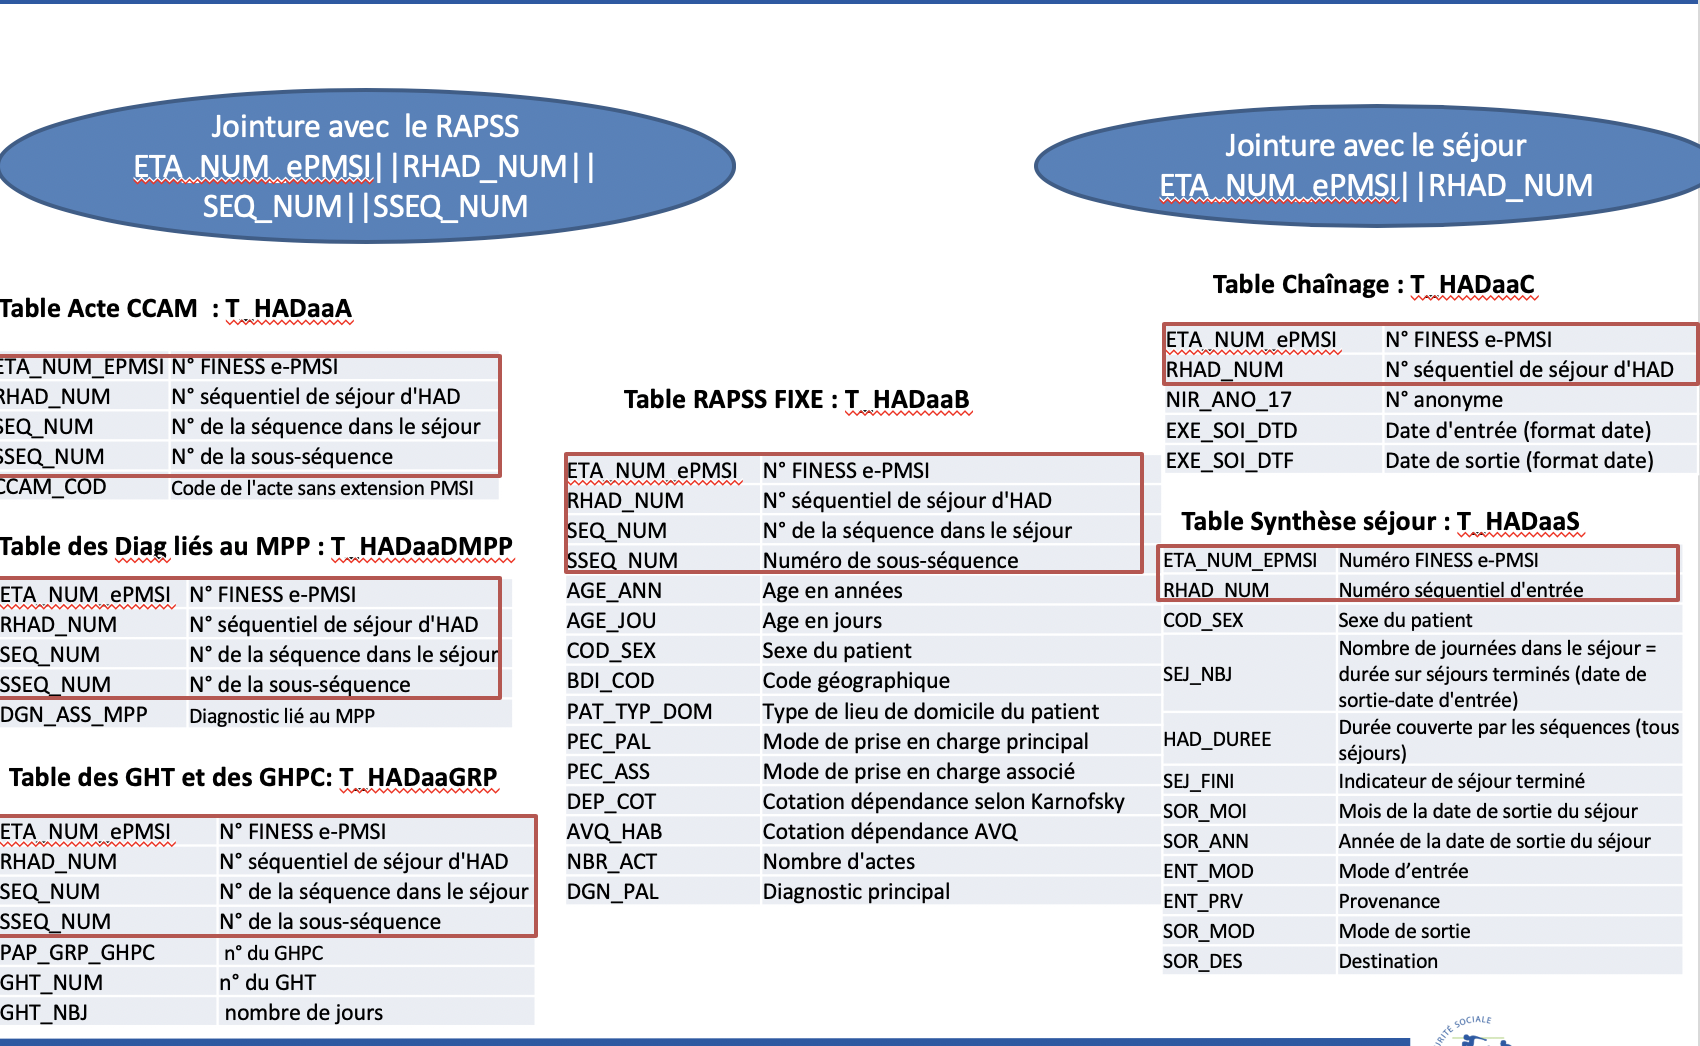 Jointure avec le RAPSS
ETA_NUM_ePMSI||RHAD_NUM||
SEQ_NUM||SSEQ_NUM
Jointure avec le séjour
ETA_NUM_ePMSI||RHAD_NUM
Table Acte CCAM : T_HADaaA
ETA_NUM_EPMSI N° FINESS e-PMSI
RHAD_NUM N° séquentiel de séjour d'HAD
SEQ_NUM N° de la séquence dans le séjour
SSEQ_NUM N° de la sous-séquence
CCAM_COD Code de l'acte sans extension PMSI
Table des Diag liés au MPP : T_HADaaDMPP
ETA_NUM_ePMSI N° FINESS e-PMSI
RHAD_NUM N° séquentiel de séjour d'HAD
SEQ_NUM N° de la séquence dans le séjour
SSEQ_NUM N° de la sous-séquence
DGN_ASS_MPP Diagnostic lié au MPP
Table des GHT et des GHPC: T_HADaaGRP
ETA_NUM_ePMSI N° FINESS e-PMSI
RHAD_NUM N° séquentiel de séjour d'HAD
SEQ_NUM N° de la séquence dans le séjour
SSEQ_NUM N° de la sous-séquence
PAP_GRP_GHPC n° du GHPC
GHT_NUM n° du GHT
GHT_NBJ nombre de jours
Table RAPSS FIXE : T_HADaaB
ETA_NUM_ePMSI N° FINESS e-PMSI
RHAD_NUM N° séquentiel de séjour d'HAD
SEQ_NUM N° de la séquence dans le séjour
SSEQ_NUM Numéro de sous-séquence
AGE_ANN Age en années
AGE_JOU Age en jours
COD_SEX Sexe du patient
BDI_COD Code géographique
PAT_TYP_DOM Type de lieu de domicile du patient
PEC_PAL Mode de prise en charge principal
PEC_ASS Mode de prise en charge associé
DEP_COT Cotation dépendance selon Karnofsky
AVQ_HAB Cotation dépendance AVQ
NBR_ACT Nombre d'actes
DGN_PAL Diagnostic principal
Table Chaînage : T_HADaaC
ETA_NUM_ePMSI N° FINESS e-PMSI
RHAD_NUM N° séquentiel de séjour d'HAD
NIR_ANO_17 N° anonyme
EXE_SOI_DTD Date d'entrée (format date)
EXE_SOI_DTF Date de sortie (format date)
Table Synthèse séjour : T_HADaaS
ETA_NUM_EPMSI Numéro FINESS e-PMSI
RHAD_NUM Numéro séquentiel d'entrée
COD_SEX Sexe du patient
SEJ_NBJ Nombre de journées dans le séjour =
durée sur séjours terminés (date de
sortie-date d'entrée)
HAD_DUREE Durée couverte par les séquences (tous
séjours)
SEJ_FINI Indicateur de séjour terminé
SOR_MOI Mois de la date de sortie du séjour
SOR_ANN Année de la date de sortie du séjour
ENT_MOD Mode d’entrée
ENT_PRV Provenance
SOR_MOD Mode de sortie
SOR_DES Destination
SOCIALE